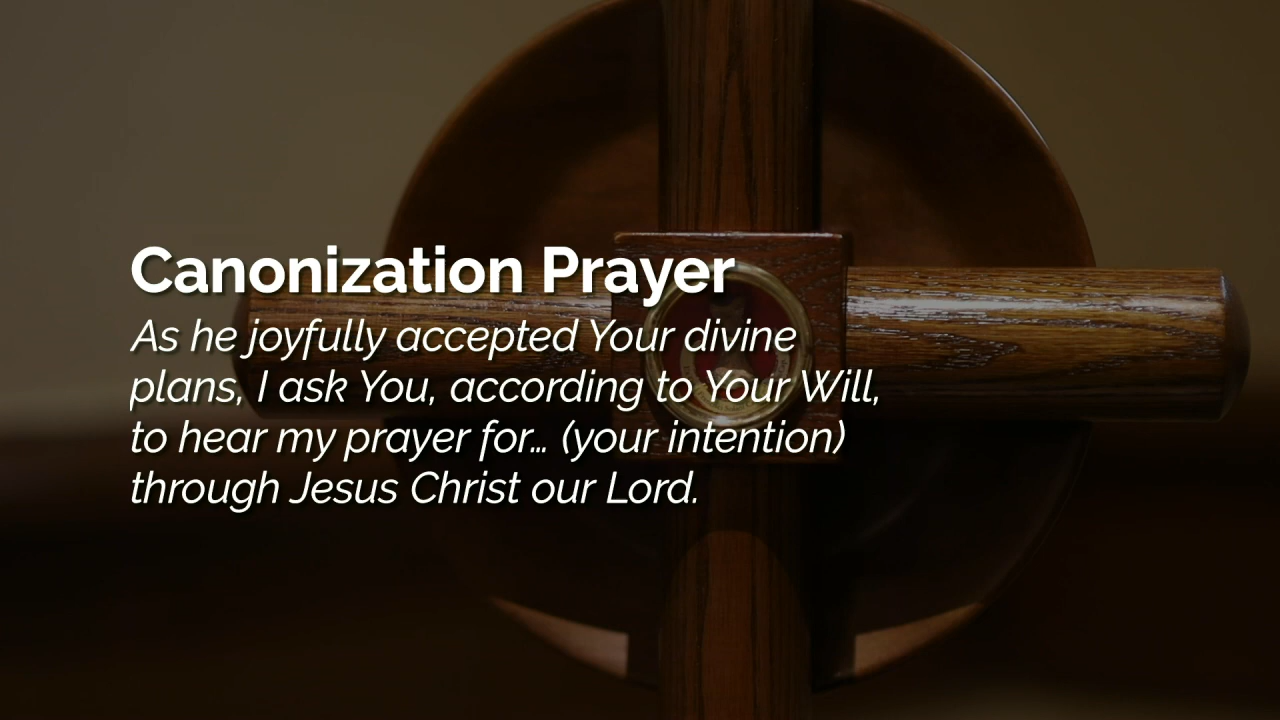 Canonization Prayer
As he joyfully accepted Your divine
plans, I ask You, according to Your Will,
to hear my prayer for... (your intention)
through Jesus Christ our Lord.